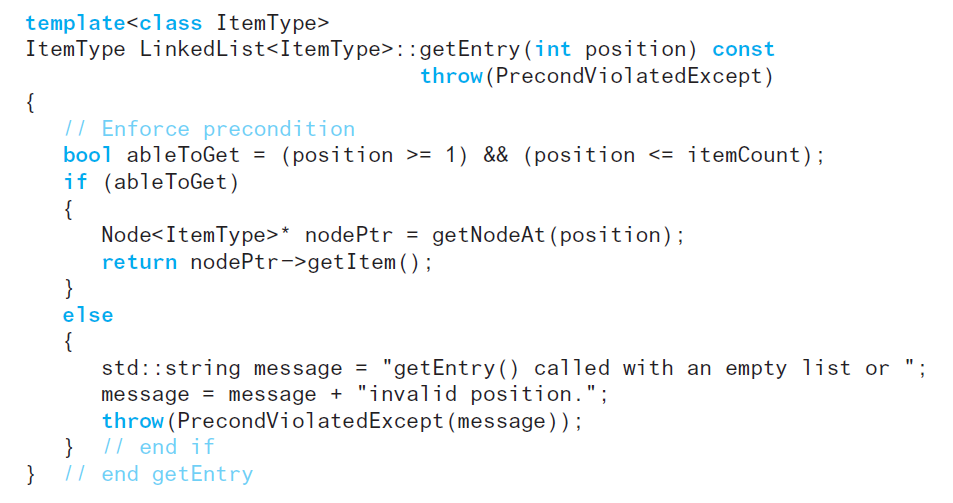 template<class ItemType>
ItemType LinkedList<ItemType>::getEntry(int position) const
                               throw(PrecondViolatedExcept)
{
   // Enforce precondition
   bool ableToGet = (position >= 1) && (position <= itemCount);
   if (ableToGet)
   {
      Node<ItemType>* nodePtr = getNodeAt(position);
      return nodePtr->getItem();
   }
   else
   {
      std::string message = "getEntry() called with an empty list or ";
      message = message + "invalid position.";
      throw(PrecondViolatedExcept(message));
   }  // end if
}  // end getEntry